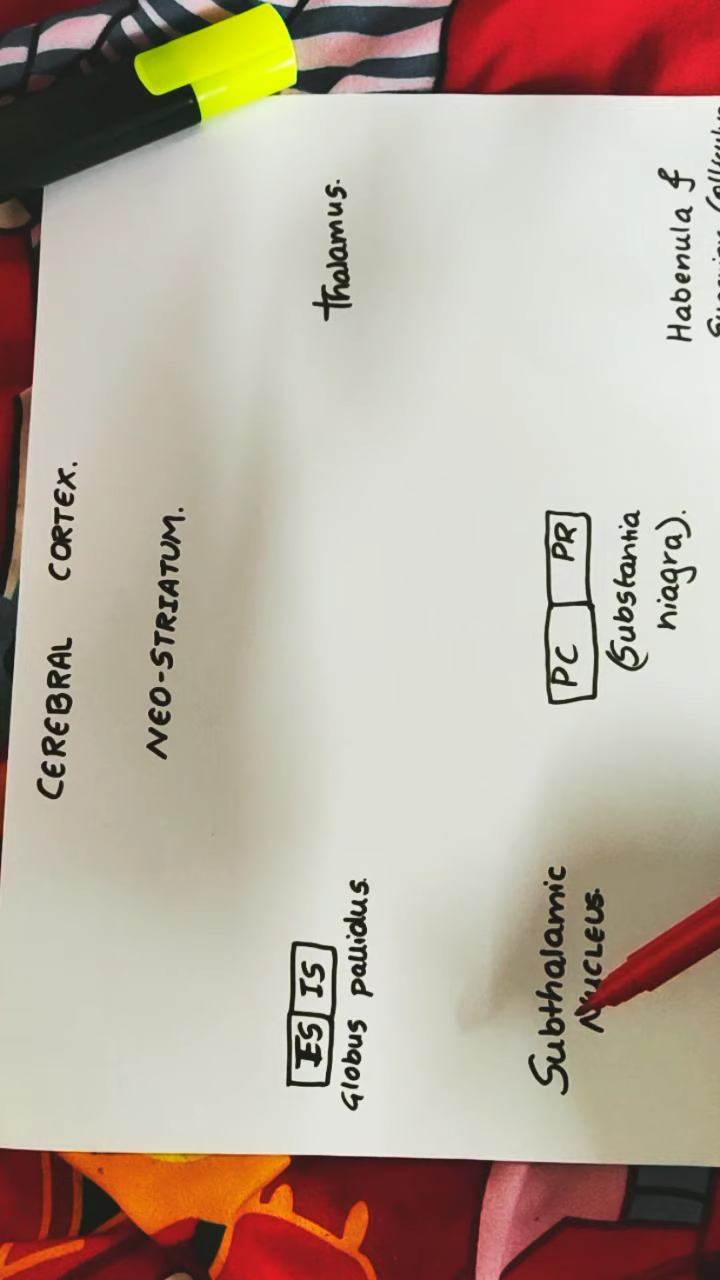 CEREBRAL CORTEX.
NEO-STRIATUM.
ES IS
Globus pallidus.
thalamus.
Subthalamic
NUCLEUS.
PC PR
(Substantia
niagra).
Habenula &